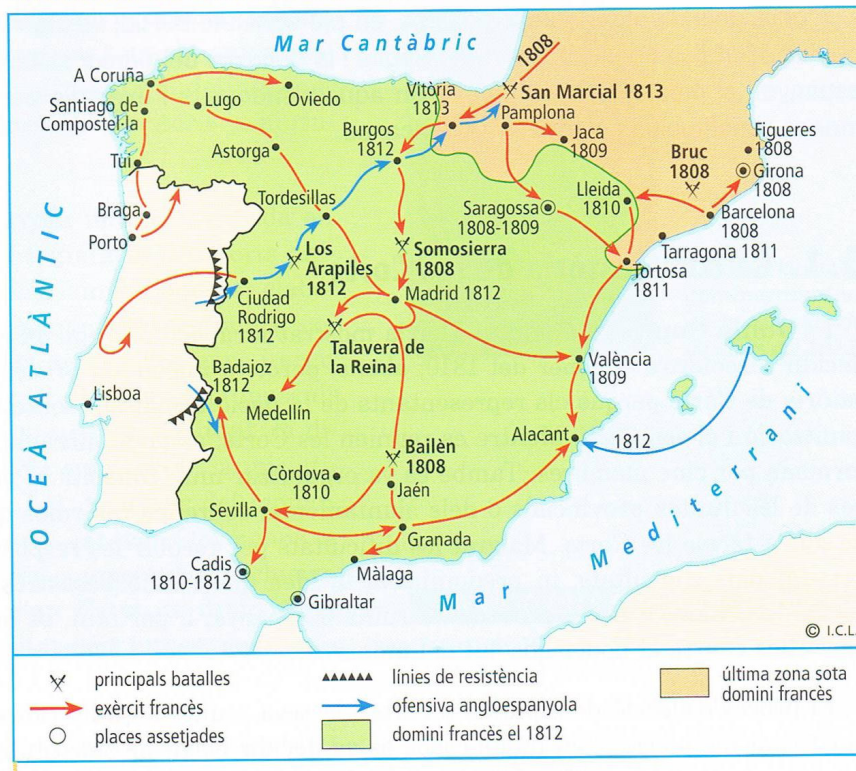 Mar Cantàbric
1808
A Coruña
Oviedo
Vitòria
1813
San Marcial 1813
Santiago de
Compostel·la
Lugo
Pamplona
Burgos
1812
Jaca
1809
Figueres
1808
Astorga
Bruc
1808
Tui
Girona
1808
Lleida
1810
Tordesillas
Braga
Saragossa
1808-1809
Barcelona
1808
Porto
Los
Arapiles
1812
Somosierra
1808
Tarragona 1811
Tortosa
1811
Ciudad
Rodrigo
1812
Madrid 1812
OCEÀ ATLÀNTIC
Talavera de
la Reina
València
1809
Badajoz
1812
Lisboa
Medellín
Alacant
1812
Bailèn
1808
Còrdova
1810
Jaén
Sevilla
Granada
Mar Mediterrani
Cadis
1810-1812
Màlaga
Gibraltar
© I.C.L.
principals batalles
exèrcit francès
places assetjades
línies de resistència
ofensiva angloespanyola
domini francès el 1812
última zona sota
domini francès